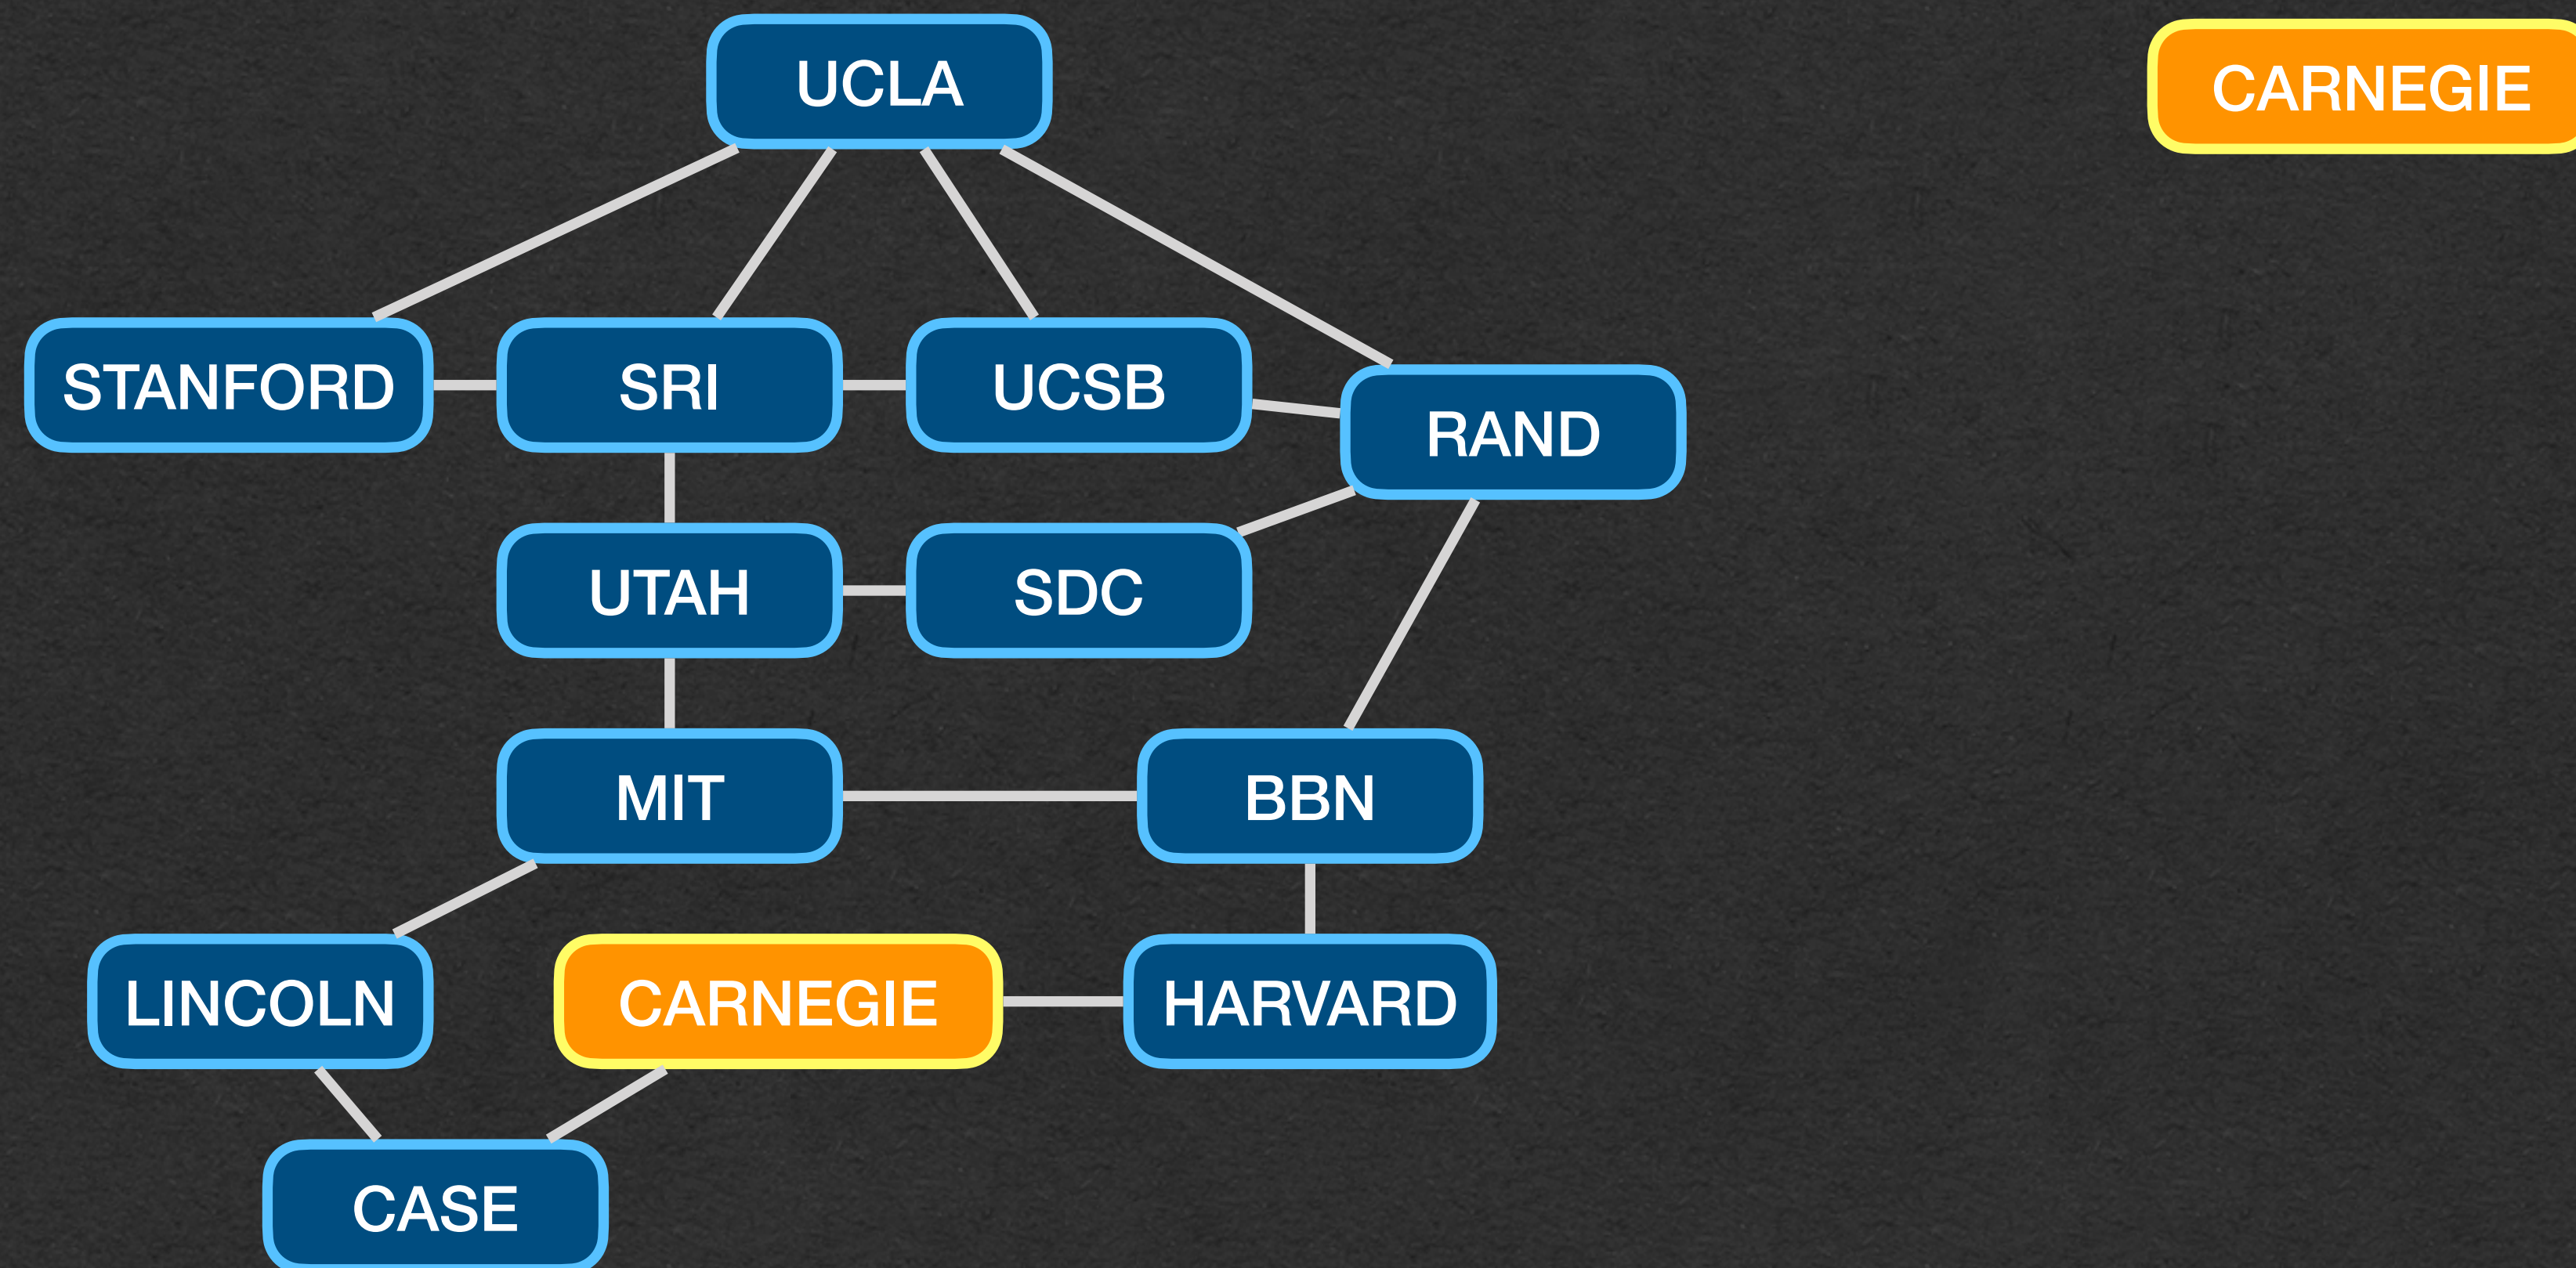 UCLA
CARNEGIE
STANFORD
SRI
UCSB
RAND
UTAH
SDC
MIT
BBN
LINCOLN
CARNEGIE
HARVARD
CASE